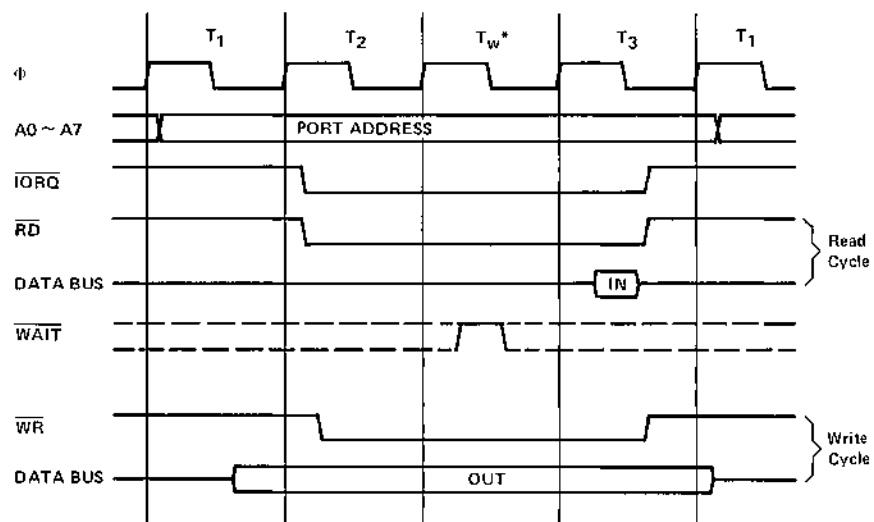 T1 T2 Tw* T3 T1
Φ
A0 ~ A7 PORT ADDRESS
IORQ
RD
Read
Cycle
DATA BUS IN
WAIT
WR
Write
Cycle
DATA BUS OUT